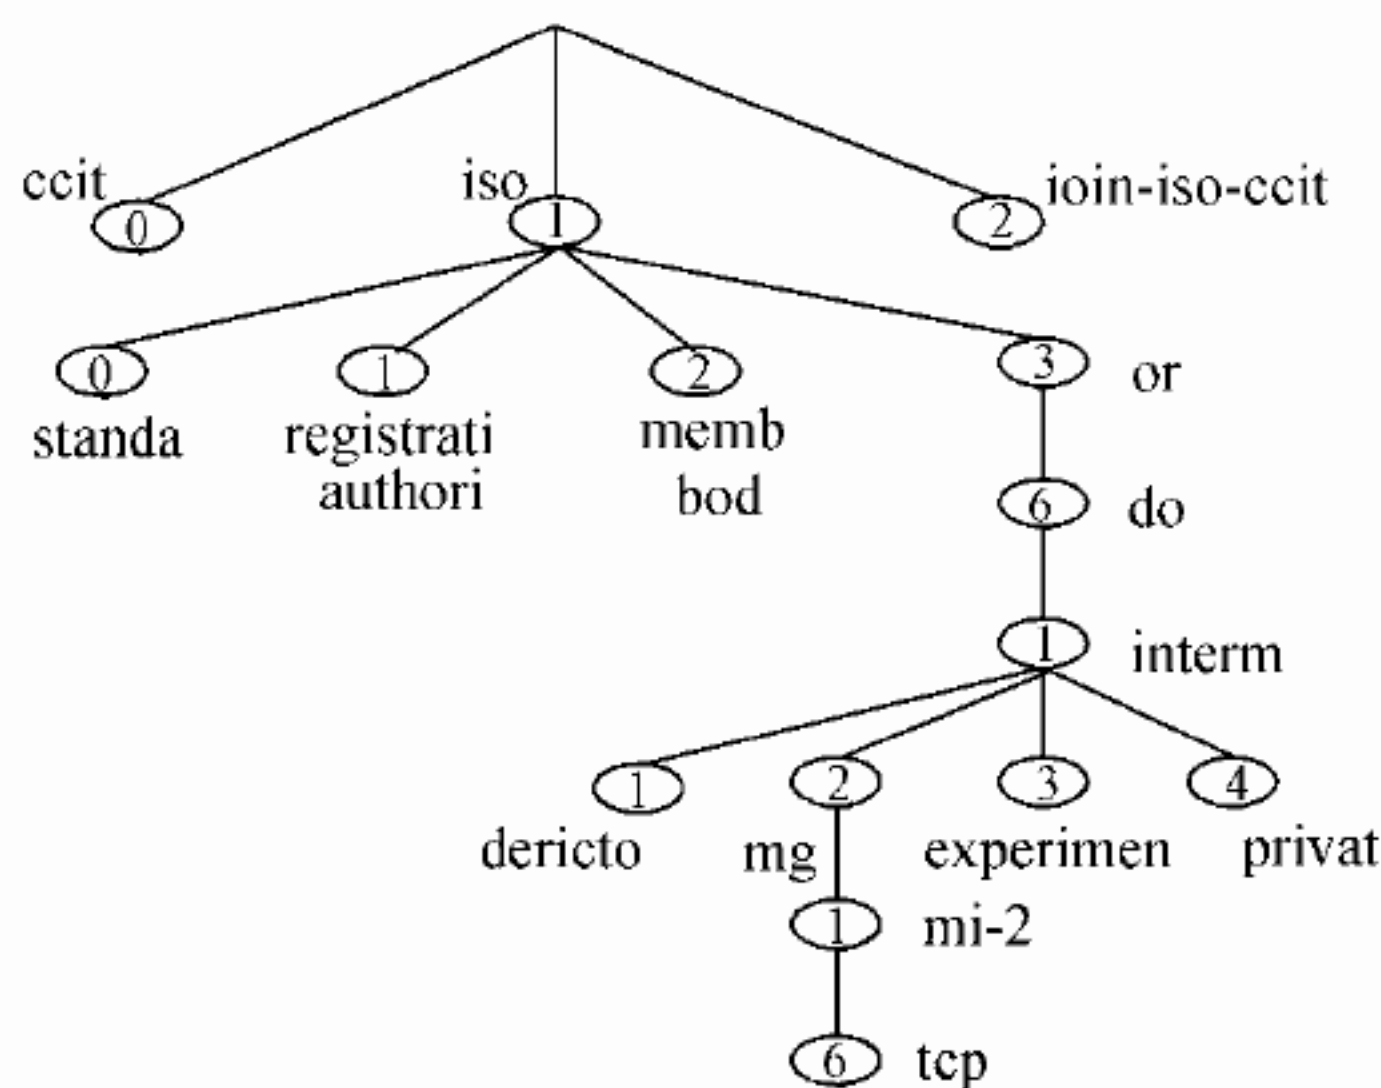 ccit
iso
ioin-iso-ccit
0
1
2
0
1
2
3
or
standa
registrati
authori
memb
bod
6
do
1
interm
1
2
3
4
dericto
mg
experimen
privat
1
mi-2
6
tcp